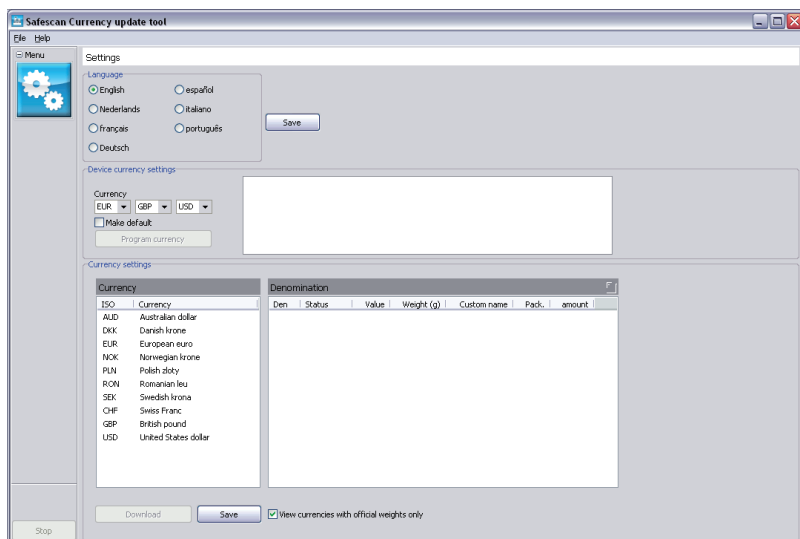 Safescan Currency update tool
File Help
Menu
Settings
Language
English español
Nederlands italiano
français português
Deutsch
Save
Device currency settings
Currency
EUR GBP USD
Make default
Program currency
Currency settings
Currency Denomination
ISO Currency Den Status Value Weight (g) Custom name Pack. amount
AUD Australian dollar
DKK Danish krone
EUR European euro
NOK Norwegian krone
PLN Polish zloty
RON Romanian leu
SEK Swedish krona
CHF Swiss Franc
GBP British pound
USD United States dollar
Download Save View currencies with official weights only
Stop